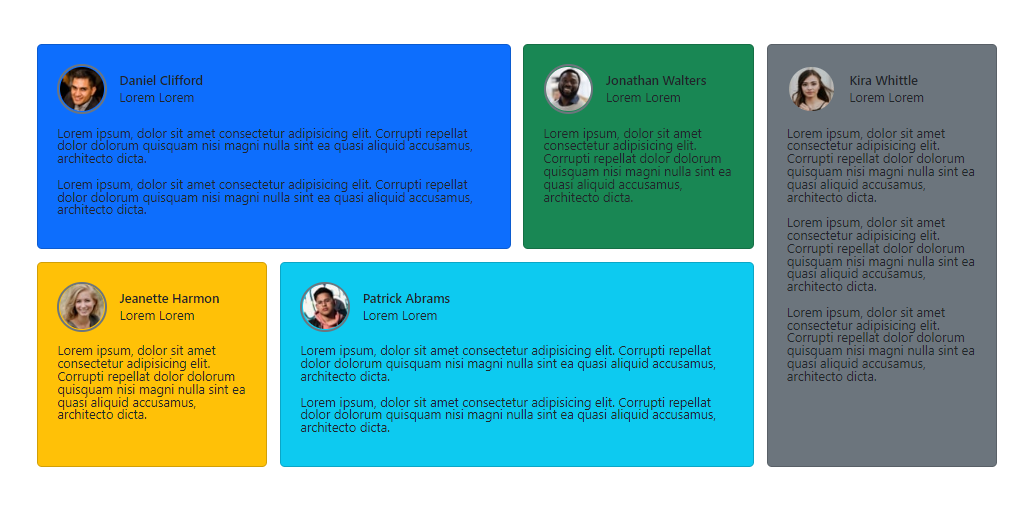 Daniel Clifford
Lorem Lorem
Lorem ipsum, dolor sit amet consectetur adipisicing elit. Corrupti repellat
dolor dolorum quisquam nisi magni nulla sint ea quasi aliquid accusamus,
architecto dicta.
Lorem ipsum, dolor sit amet consectetur adipisicing elit. Corrupti repellat
dolor dolorum quisquam nisi magni nulla sint ea quasi aliquid accusamus,
architecto dicta.
Jonathan Walters
Lorem Lorem
Lorem ipsum, dolor sit amet
consectetur adipisicing elit.
Corrupti repellat dolor dolorum
quisquam nisi magni nulla sint ea
quasi aliquid accusamus,
architecto dicta.
Kira Whittle
Lorem Lorem
Lorem ipsum, dolor sit amet
consectetur adipisicing elit.
Corrupti repellat dolor dolorum
quisquam nisi magni nulla sint ea
quasi aliquid accusamus,
architecto dicta.
Lorem ipsum, dolor sit amet
consectetur adipisicing elit.
Corrupti repellat dolor dolorum
quisquam nisi magni nulla sint ea
quasi aliquid accusamus,
architecto dicta.
Lorem ipsum, dolor sit amet
consectetur adipisicing elit.
Corrupti repellat dolor dolorum
quisquam nisi magni nulla sint ea
quasi aliquid accusamus,
architecto dicta.
Jeanette Harmon
Lorem Lorem
Lorem ipsum, dolor sit amet
consectetur adipisicing elit.
Corrupti repellat dolor dolorum
quisquam nisi magni nulla sint ea
quasi aliquid accusamus,
architecto dicta.
Patrick Abrams
Lorem Lorem
Lorem ipsum, dolor sit amet consectetur adipisicing elit. Corrupti repellat
dolor dolorum quisquam nisi magni nulla sint ea quasi aliquid accusamus,
architecto dicta.
Lorem ipsum, dolor sit amet consectetur adipisicing elit. Corrupti repellat
dolor dolorum quisquam nisi magni nulla sint ea quasi aliquid accusamus,
architecto dicta.